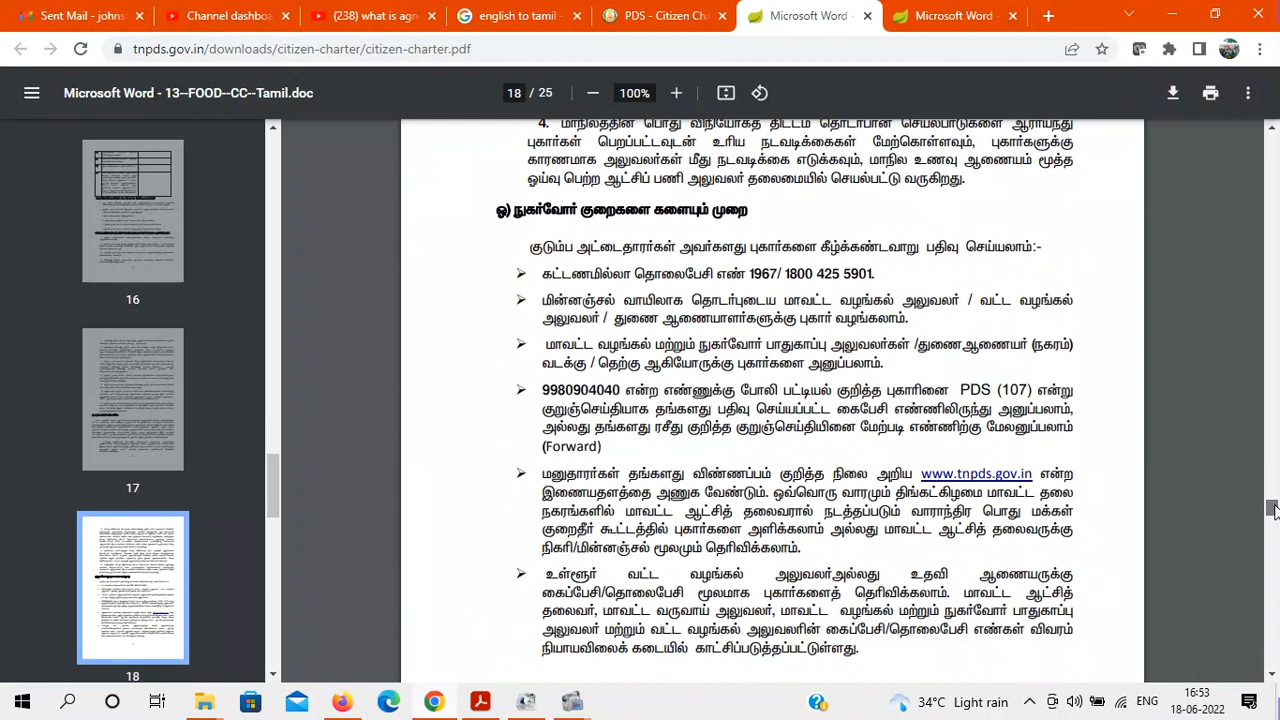 Sent Mail - johns
Channel dashboa
(238) what is agn
english to tamil -
PDS - Citizen Cha
Microsoft Word -
Microsoft Word -
tnpds.gov.in/downloads/citizen-charter/citizen-charter.pdf
Microsoft Word - 13--FOOD--CC--Tamil.doc
18 / 25
100%
4. மாநிலத்தின் பொது விநியோகத் திட்டம் தொடர்பான செயல்பாடுகளை ஆராய்ந்து
புகார்கள் பெறப்பட்டவுடன் உரிய நடவடிக்கைகள் மேற்கொள்ளவும், புகார்களுக்கு
காரணமாக அலுவலர்கள் மீது நடவடிக்கை எடுக்கவும், மாநில உணவு ஆணையம் மூத்த
ஓய்வு பெற்ற ஆட்சிப் பணி அலுவலர் தலைமையில் செயல்பட்டு வருகிறது.
ஓ) நுகர்வோர் குறைகளை களையும் முறை
குடும்ப அட்டைதாரர்கள் அவர்களது புகார்களை கீழ்க்கண்டவாறு பதிவு செய்யலாம்:-
➢ கட்டணமில்லா தொலைபேசி எண் 1967/ 1800 425 5901.
➢ மின்னஞ்சல் வாயிலாக தொடர்புடைய மாவட்ட வழங்கல் அலுவலர் / வட்ட வழங்கல்
அலுவலர் / துணை ஆணையாளர்களுக்கு புகார் வழங்கலாம்.
➢ மாவட்ட வழங்கல் மற்றும் நுகர்வோர் பாதுகாப்பு அலுவலர்கள் /துணைஆணையர் (நகரம்)
வடக்கு / தெற்கு ஆகியோருக்கு புகார்களை அனுப்பலாம்.
➢ 9980904040 என்ற எண்ணுக்கு போலி பட்டியல் குறித்த புகாரினை PDS (107) என்று
குறுஞ்செய்தியாக தங்களது பதிவு செய்யப்பட்ட கைபேசி எண்ணிலிருந்து அனுப்பலாம்,
அல்லது தங்களது ரசீது குறித்த குறுஞ்செய்தியினை மேற்படி எண்ணிற்கு மேலனுப்பலாம்
(Forward)
➢ மனுதாரர்கள் தங்களது விண்ணப்பம் குறித்த நிலை அறிய www.tnpds.gov.in என்ற
இணையதளத்தை அணுக வேண்டும். ஒவ்வொரு வாரமும் திங்கட்கிழமை மாவட்ட தலை
நகரங்களில் மாவட்ட ஆட்சித் தலைவரால் நடத்தப்படும் வாராந்திர பொது மக்கள்
குறைதீர் கூட்டத்தில் புகார்களை அளிக்கலாம் அல்லது மாவட்ட ஆட்சித் தலைவருக்கு
நிகரி/மின்னஞ்சல் மூலமும் தெரிவிக்கலாம்.
➢ உள்ளூர் வட்ட வழங்கல் அலுவலர்அல்லது உதவி ஆணையருக்கு
கைப்பேசி/தொலைபேசி மூலமாக புகார்களைத் தெரிவிக்கலாம். மாவட்ட ஆட்சித்
தலைவர், மாவட்ட வருவாய் அலுவலர், மாவட்ட வழங்கல் மற்றும் நுகர்வோர் பாதுகாப்பு
அலுவலர் மற்றும் வட்ட வழங்கல் அலுவலரின் கைப்பேசி/தொலைபேசி எண்கள் விவரம்
நியாயவிலைக் கடையில் காட்சிப்படுத்தப்பட்டுள்ளது.
16
17
18
34°C Light rain
ENG
16:53
18-06-2022